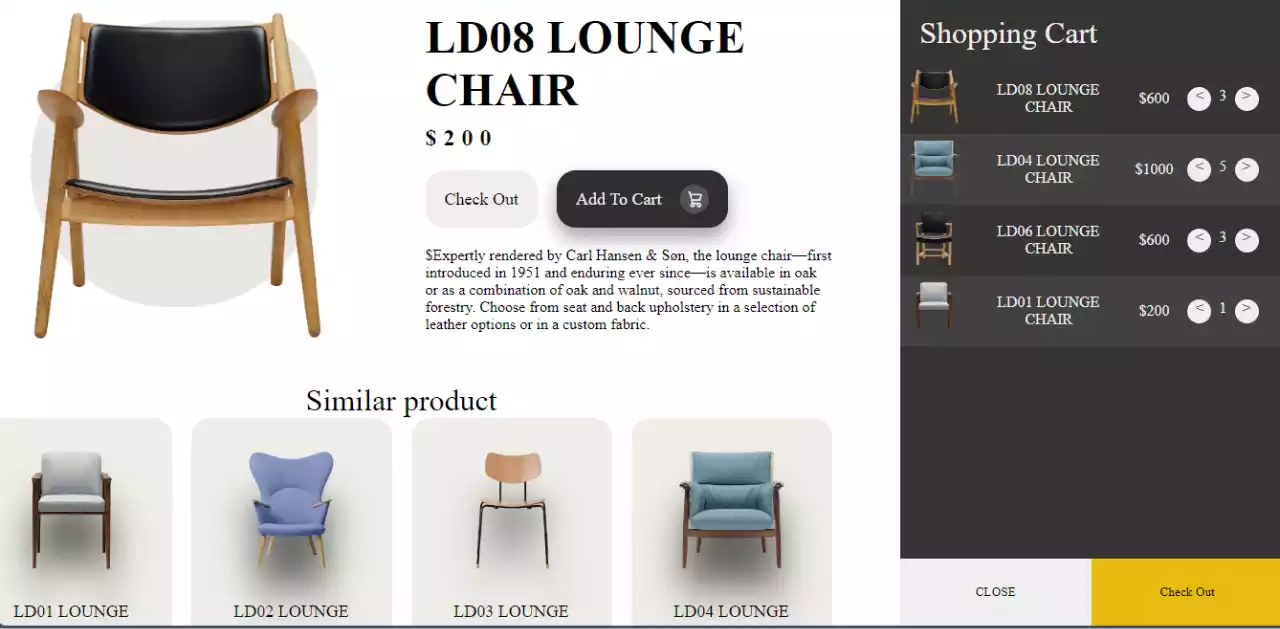 LD08 LOUNGE
CHAIR
$200
Check Out
Add To Cart
$Expertly rendered by Carl Hansen & Søn, the lounge chair—first
introduced in 1951 and enduring ever since—is available in oak
or as a combination of oak and walnut, sourced from sustainable
forestry. Choose from seat and back upholstery in a selection of
leather options or in a custom fabric.
Similar product
LD01 LOUNGE
LD02 LOUNGE
LD03 LOUNGE
LD04 LOUNGE
Shopping Cart
LD08 LOUNGE
CHAIR
$600
< 3 >
LD04 LOUNGE
CHAIR
$1000
< 5 >
LD06 LOUNGE
CHAIR
$600
< 3 >
LD01 LOUNGE
CHAIR
$200
< 1 >
CLOSE
Check Out